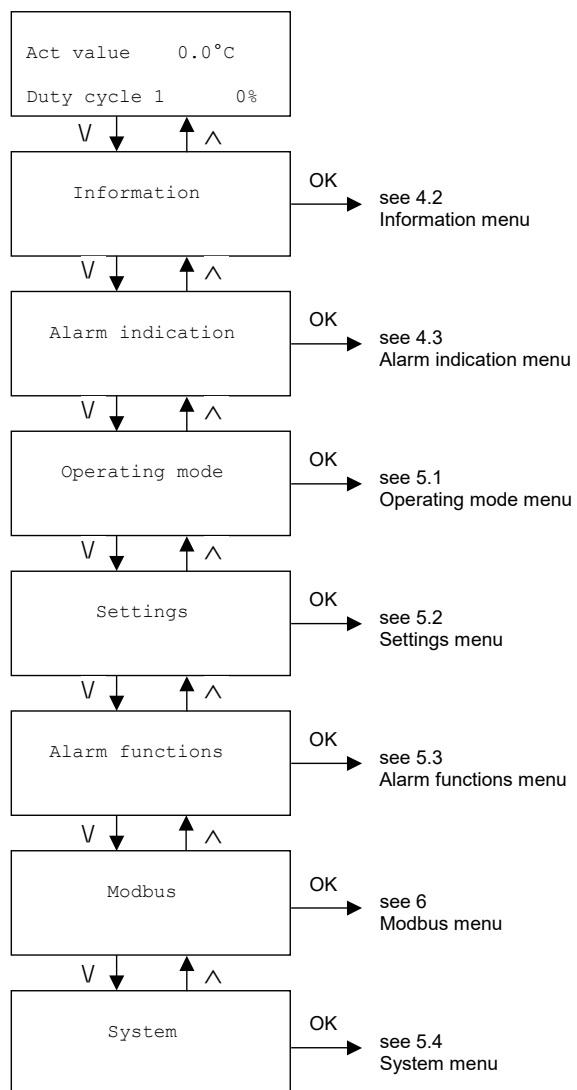 Act value 0.0°C
Duty cycle 1 0%
\/ /\
Information
OK
see 4.2
Information menu
\/ /\
Alarm indication
OK
see 4.3
Alarm indication menu
\/ /\
Operating mode
OK
see 5.1
Operating mode menu
\/ /\
Settings
OK
see 5.2
Settings menu
\/ /\
Alarm functions
OK
see 5.3
Alarm functions menu
\/ /\
Modbus
OK
see 6
Modbus menu
\/ /\
System
OK
see 5.4
System menu